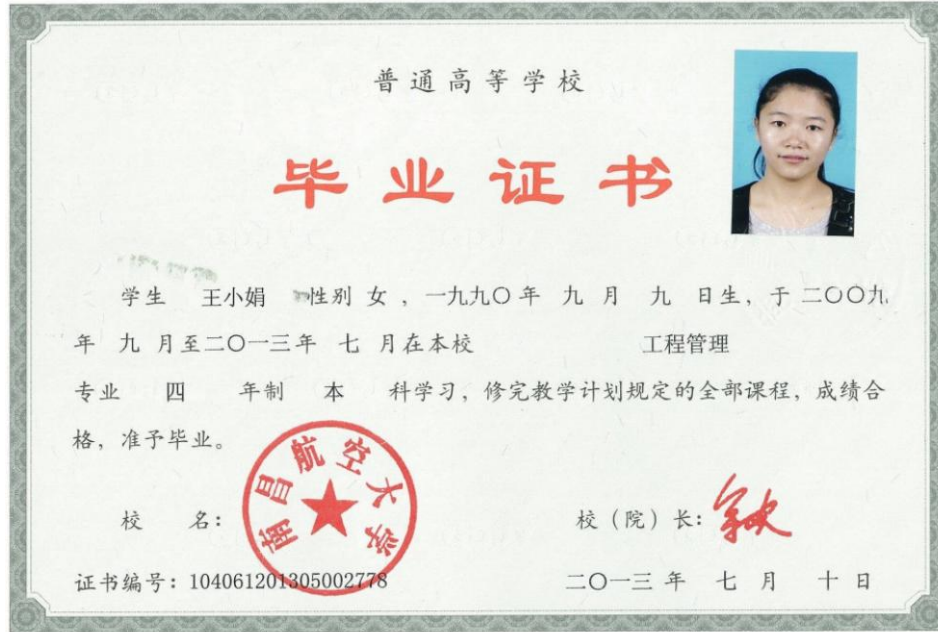 普通高等学校
毕业证书
学生 王小娟 性别 女 ，一九九〇年 九 月 九 日生，于二〇〇九
年 九 月至二〇一三年 七 月在本校 工程管理
专业 四 年制 本 科学习，修完教学计划规定的全部课程，成绩合
格，准予毕业。
南昌航空大学
校 名： 校（院）长：
证书编号：104061201305002778 二〇一三 年 七 月 十 日